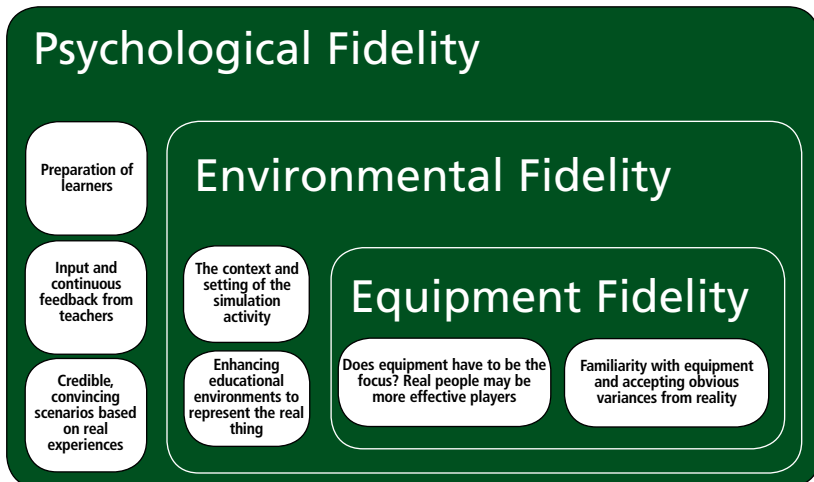 Psychological Fidelity
Preparation of
learners
Input and
continuous
feedback from
teachers
Credible,
convincing
scenarios based
on real
experiences
Environmental Fidelity
The context and
setting of the
simulation
activity
Enhancing
educational
environments to
represent the real
thing
Equipment Fidelity
Does equipment have to be the
focus? Real people may be
more effective players
Familiarity with equipment
and accepting obvious
variances from reality